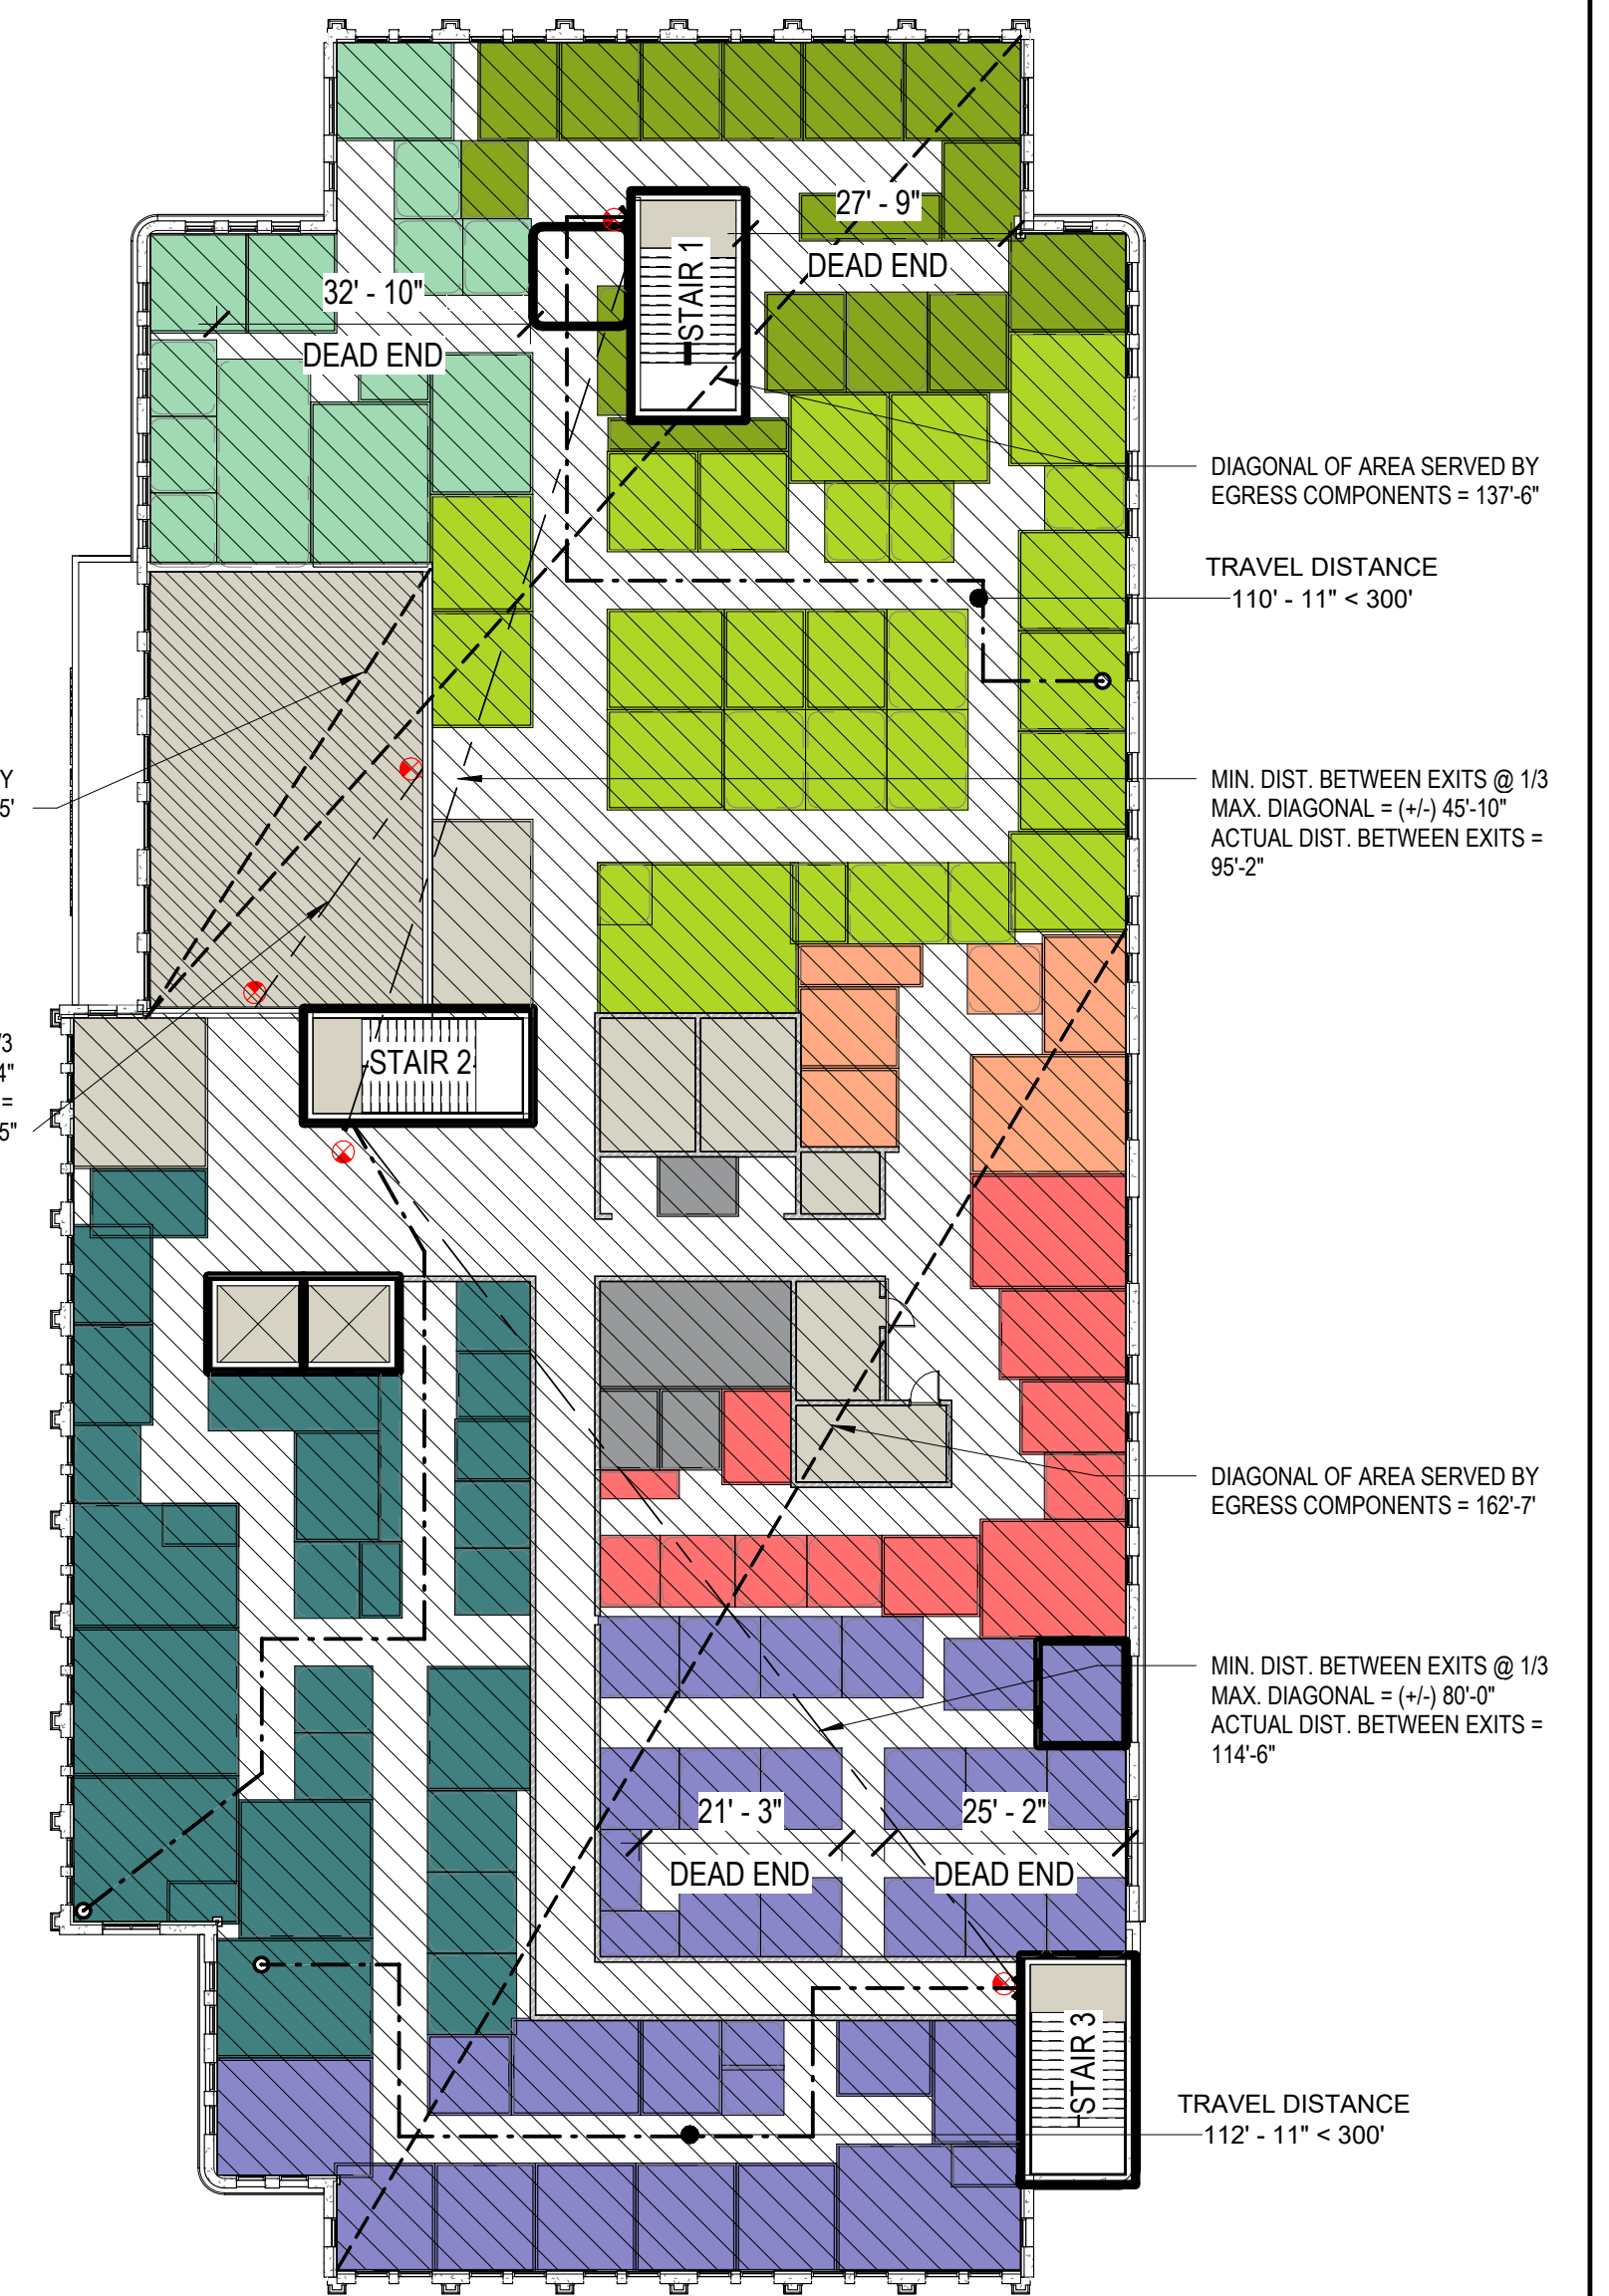 27' - 9"
DEAD END
STAIR 1
32' - 10"
DEAD END
DIAGONAL OF AREA SERVED BY
EGRESS COMPONENTS = 137'-6"
TRAVEL DISTANCE
110' - 11" < 300'
Y
5'
MIN. DIST. BETWEEN EXITS @ 1/3
MAX. DIAGONAL = (+/-) 45'-10"
ACTUAL DIST. BETWEEN EXITS =
95'-2"
/3
4"
=
5"
STAIR 2
DIAGONAL OF AREA SERVED BY
EGRESS COMPONENTS = 162'-7'
MIN. DIST. BETWEEN EXITS @ 1/3
MAX. DIAGONAL = (+/-) 80'-0"
ACTUAL DIST. BETWEEN EXITS =
114'-6"
21' - 3"
DEAD END
25' - 2"
DEAD END
STAIR 3
TRAVEL DISTANCE
112' - 11" < 300'